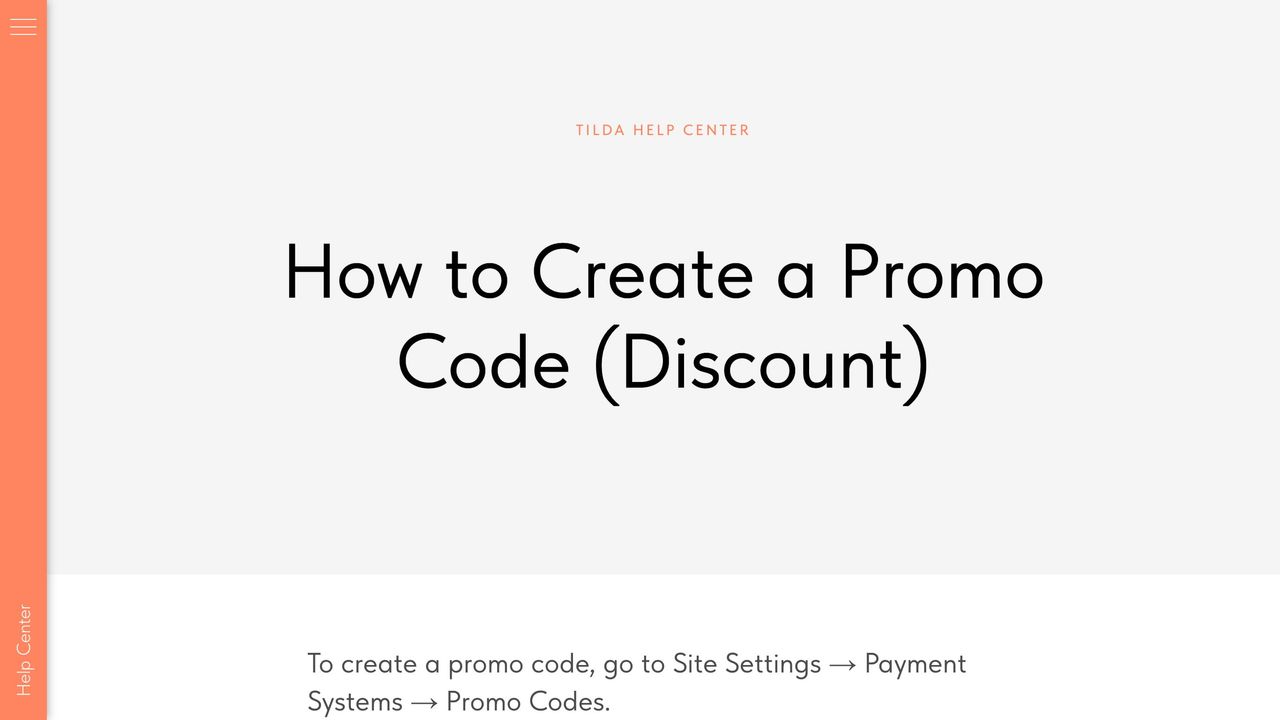 TILDA HELP CENTER
How to Create a Promo
Code (Discount)
Help Center
To create a promo code, go to Site Settings → Payment
Systems → Promo Codes.